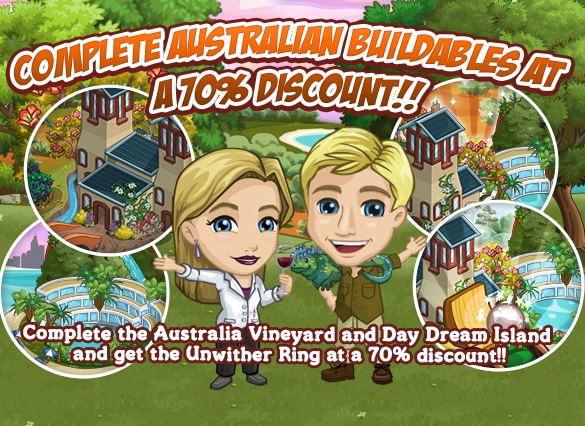 COMPLETE AUSTRALIAN BUILDABLES AT
A 70% DISCOUNT!!
Complete the Australia Vineyard and Day Dream Island
and get the Unwither Ring at a 70% discount!!